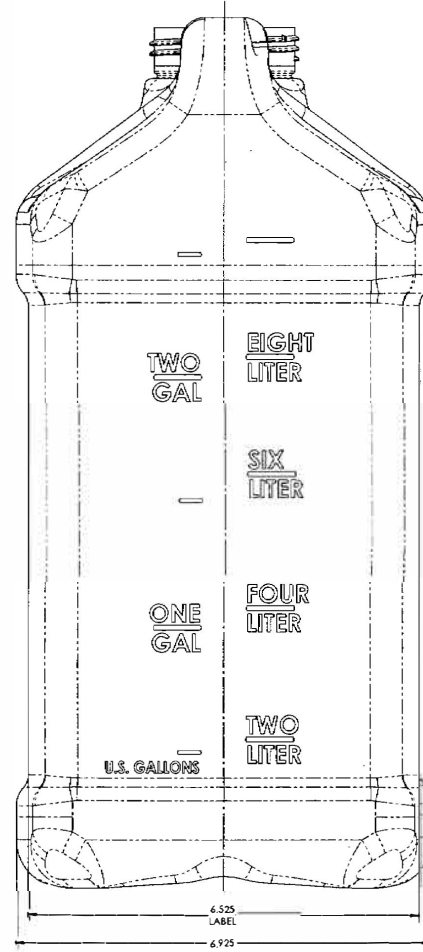 EIGHT
LITER
TWO
GAL
SIX
LITER
FOUR
LITER
ONE
GAL
TWO
LITER
U.S. GALLONS
6.525
LABEL
6.925